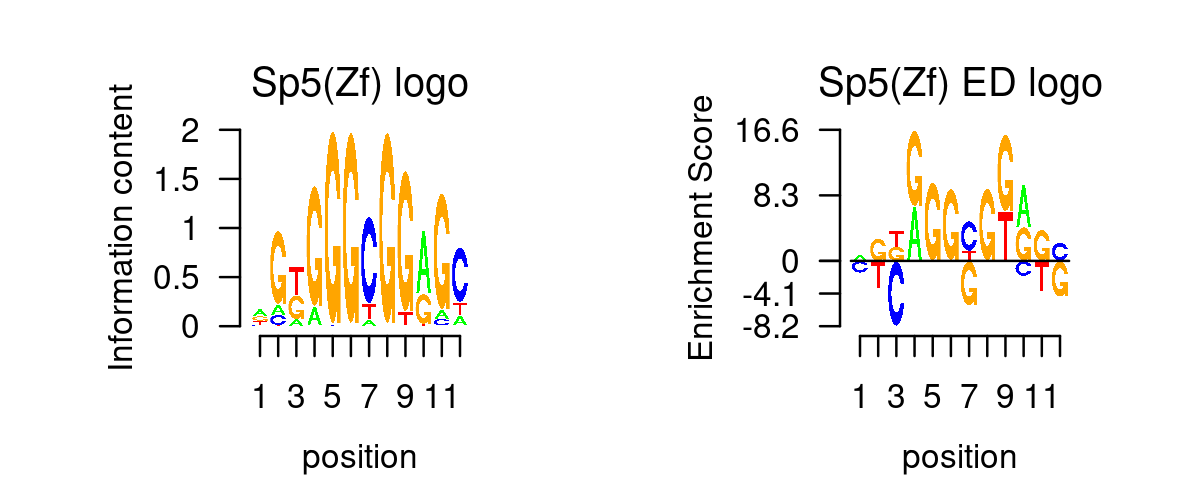 Sp5(Zf) logo
Information content
2
1.5
1
0.5
0
1 3 5 7 9 11
position
Sp5(Zf) ED logo
Enrichment Score
16.6
8.3
0
-4.1
-8.2
1 3 5 7 9 11
position